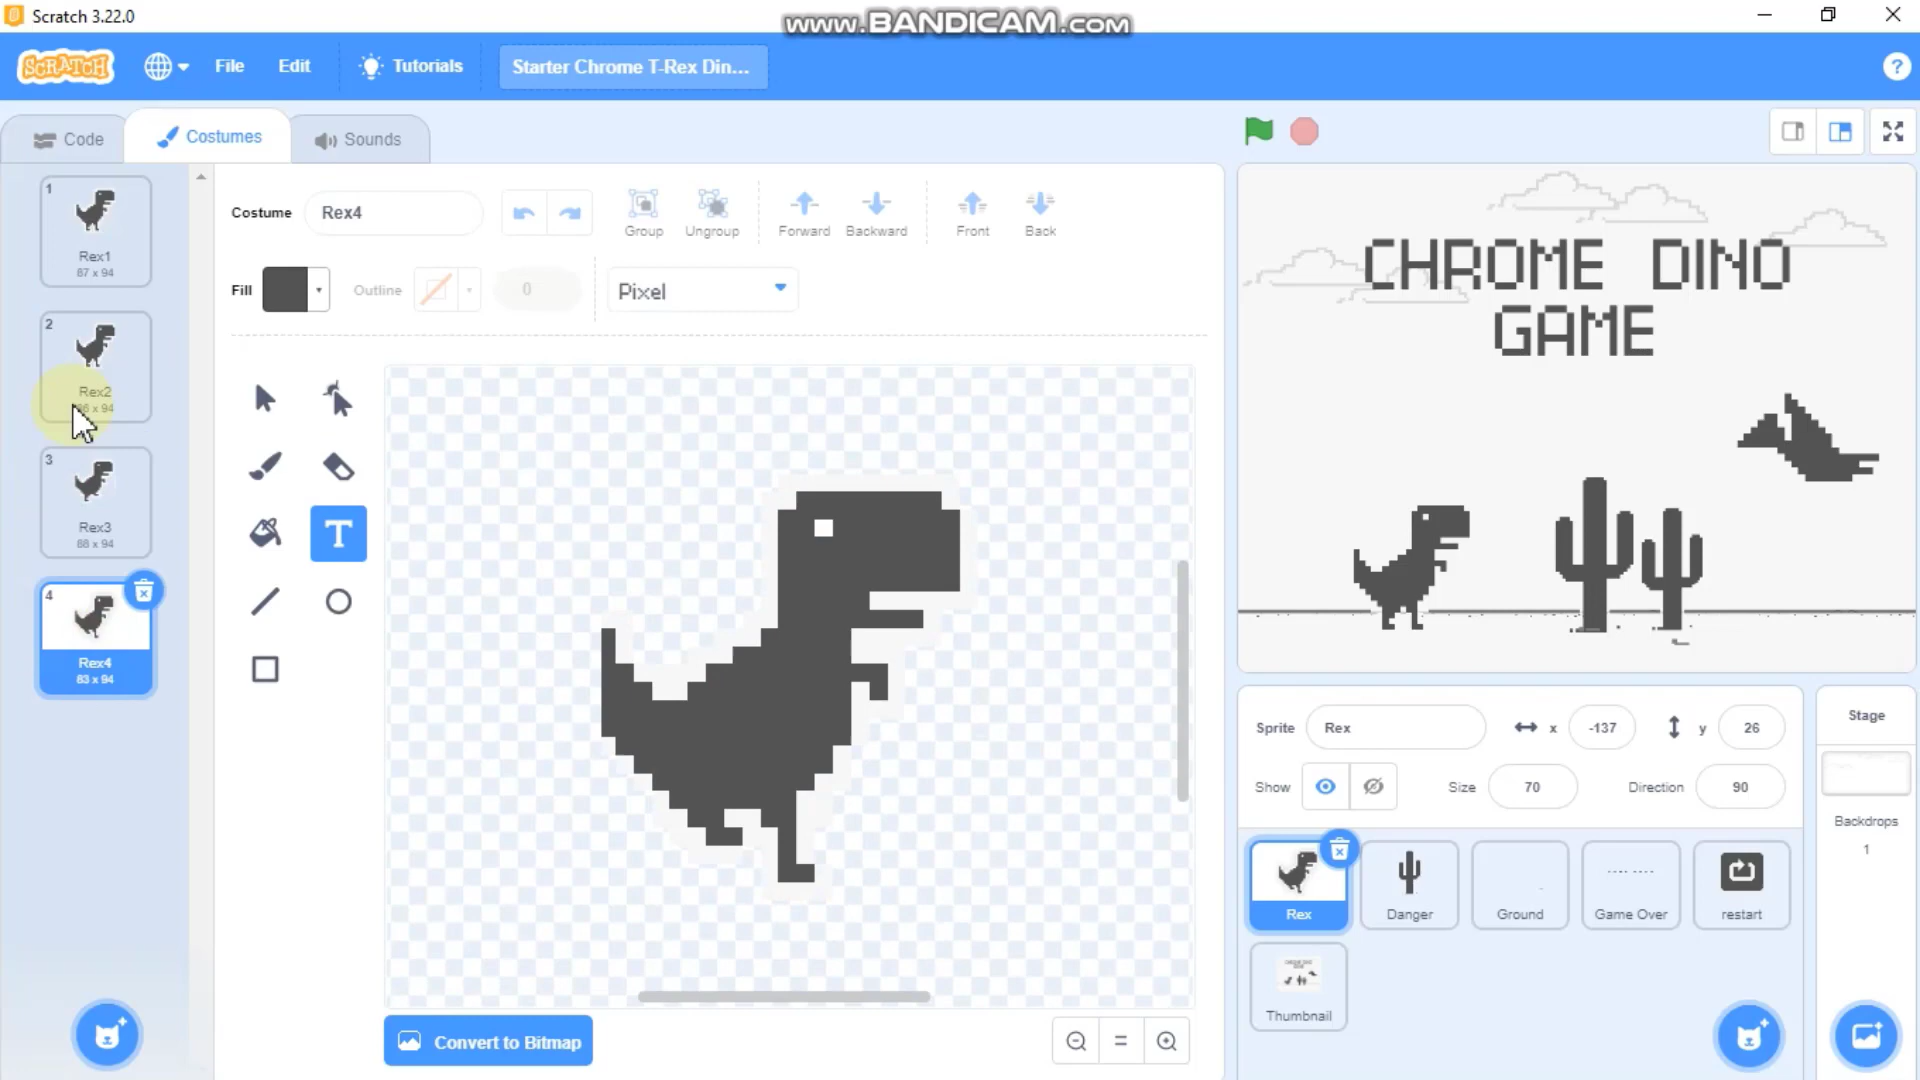 Scratch 3.22.0
www.BANDICAM.com
SCRATCH
File
Edit
Tutorials
Starter Chrome T-Rex Din...
?
Code
Costumes
Sounds
1
Rex1
87 x 94
2
Rex2
3
Rex3
88 x 94
4
Rex4
83 x 94
Costume
Rex4
Group
Ungroup
Forward
Backward
Front
Back
Fill
Outline
0
Pixel
T
Convert to Bitmap
CHROME DINO
GAME
Sprite
Rex
x
-137
y
26
Show
Size
70
Direction
90
Rex
Danger
Ground
Game Over
restart
Thumbnail
Stage
Backdrops
1